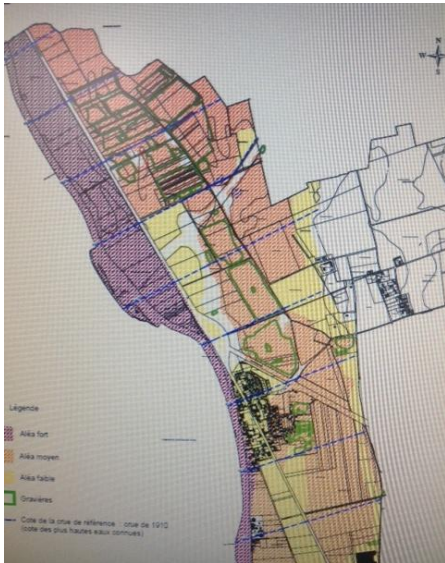 N
W
E
S
Légende
Aléa fort
Aléa moyen
Aléa faible
Gravières
Cote de la crue de référence : crue de 1910
(cote des plus hautes eaux connues)